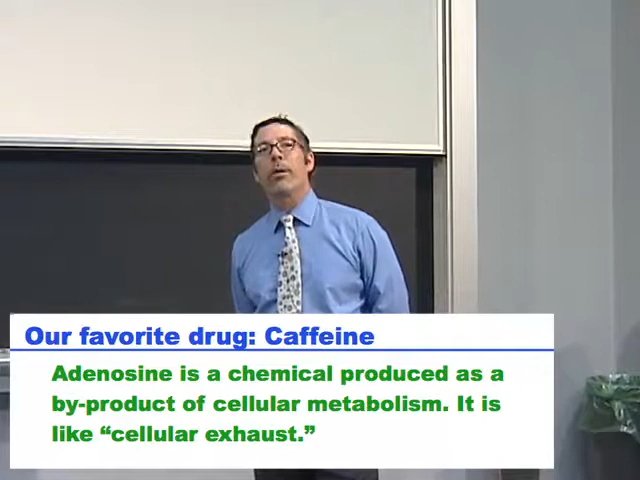 Our favorite drug: Caffeine
Adenosine is a chemical produced as a
by-product of cellular metabolism. It is
like “cellular exhaust.”